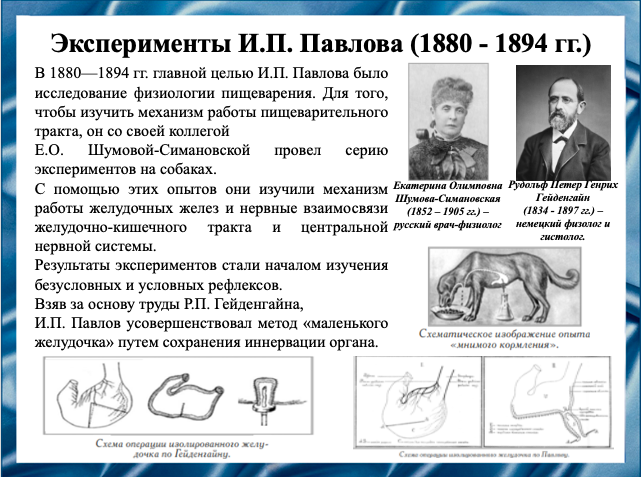 Эксперименты И.П. Павлова (1880 - 1894 гг.)
В 1880—1894 гг. главной целью И.П. Павлова было
исследование физиологии пищеварения. Для того,
чтобы изучить механизм работы пищеварительного
тракта, он со своей коллегой
Е.О. Шумовой-Симановской провел серию
экспериментов на собаках.
С помощью этих опытов они изучили механизм
работы желудочных желез и нервные взаимосвязи
желудочно-кишечного тракта и центральной
нервной системы.
Результаты экспериментов стали началом изучения
безусловных и условных рефлексов.
Взяв за основу труды Р.П. Гейденгайна,
И.П. Павлов усовершенствовал метод «маленького
желудочка» путем сохранения иннервации органа.
Екатерина Олимповна
Шумова-Симановская
(1852 – 1905 гг.) –
русский врач-физиолог
Рудольф Петер Генрих
Гейденгайн
(1834 - 1897 гг.) –
немецкий физолог и
гистолог.
Схематическое изображение опыта
«мнимого кормления».
Схема операции изолированного желу-
дочка по Гейденгайну.
Схема операции изолированного желудочка по Павлову.